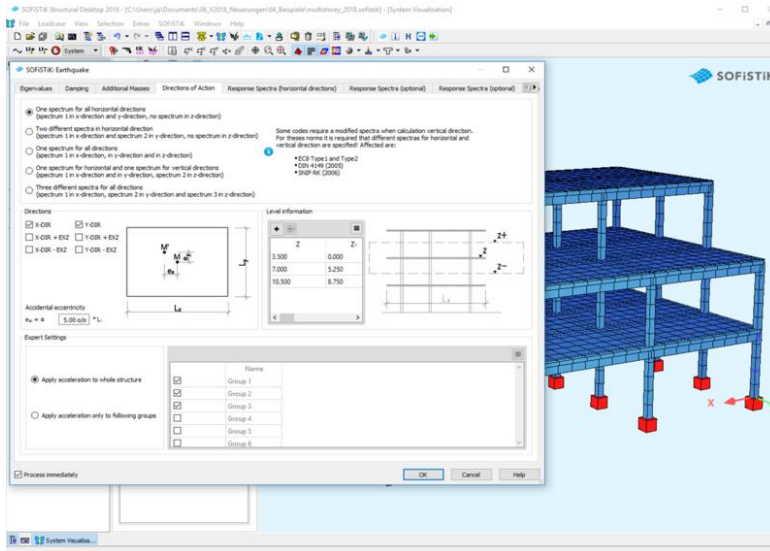 SOFiSTiK Structural Desktop 2018 - [C:\Users\jq\Documents\08_V2018_Neuerungen\04_Beispiele\multistorey_2018.sofistik] - [System Visualisation]
File Loadcase View Selection Extras SOFiSTiK Windows Help
System
SOFiSTiK: Earthquake
Eigenvalues Damping Additional Masses Directions of Action Response Spectra (horizontal directions) Response Spectra (optional) Response Spectra (optional)
One spectrum for all horizontal directions
(spectrum 1 in x-direction and y-direction, no spectrum in z-direction)
Two different spectra in horizontal direction
(spectrum 1 in x-direction and spectrum 2 in y-direction, no spectrum in z-direction)
One spectrum for all directions
(spectrum 1 in x-direction, in y-direction and in z-direction)
One spectrum for horizontal and one spectrum for vertical directions
(spectrum 1 in x-direction and in y-direction, spectrum 2 in z-direction)
Three different spectra for all directions
(spectrum 1 in x-direction, spectrum 2 in y-direction and spectrum 3 in z-direction)
Some codes require a modified spectra when calculation vertical direction.
For theses norms it is required that different spectras for horizontal and
vertical direction are specified! Affected are:
•EC8 Type1 and Type2
•DIN 4149 (2005)
•SNIP RK (2006)
Directions
X-DIR Y-DIR
X-DIR + EXZ Y-DIR + EXZ
X-DIR - EXZ Y-DIR - EXZ
M'
M
Accidental eccentricity
5.00 o/o
Level information
Z Z-
3.500 0.000
7.000 5.250
10.500 8.750
z+
z
z-
Expert Settings
Apply acceleration to whole structure
Apply acceleration only to following groups
Name
Group 1
Group 2
Group 3
Group 4
Group 5
Group 6
Process immediately
OK Cancel Help
SOFiSTiK
X
System Visualisa...